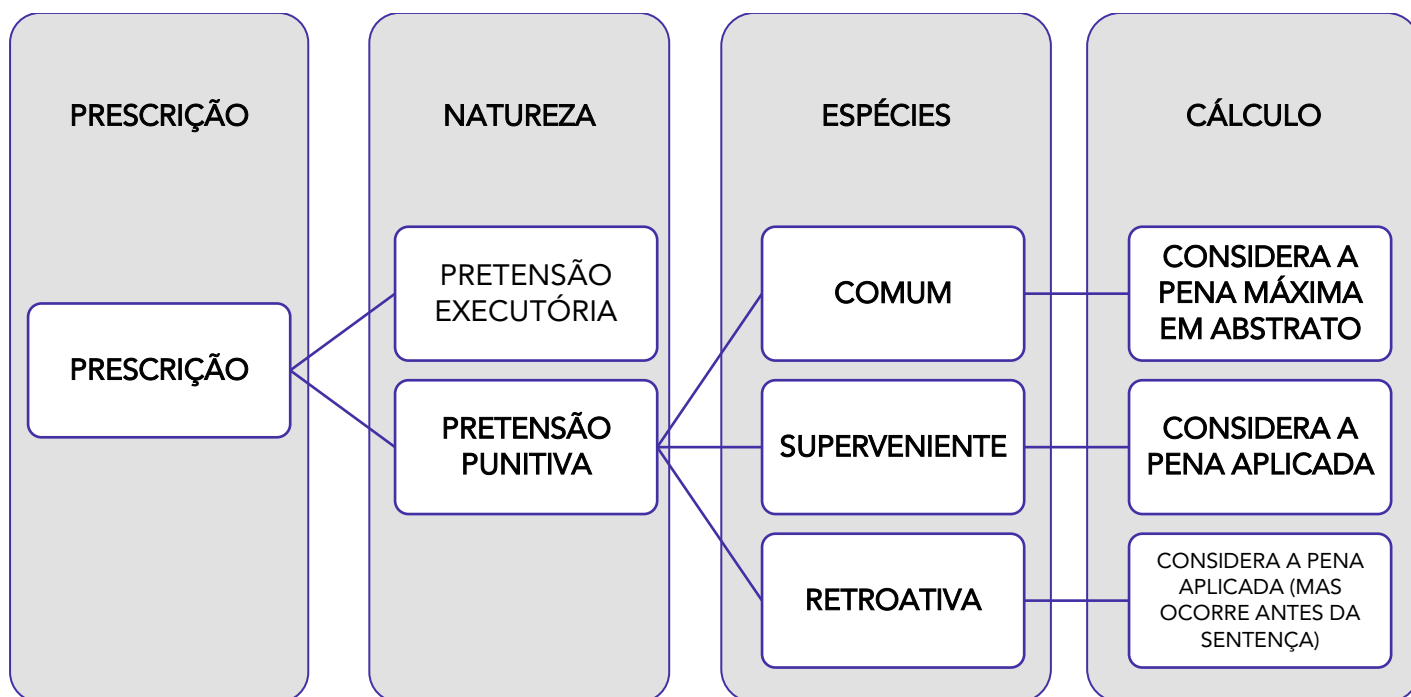 PRESCRIÇÃO
NATUREZA
ESPÉCIES
CÁLCULO
PRESCRIÇÃO
PRETENSÃO
EXECUTÓRIA
PRETENSÃO
PUNITIVA
COMUM
SUPERVENIENTE
RETROATIVA
CONSIDERA A
PENA MÁXIMA
EM ABSTRATO
CONSIDERA A
PENA APLICADA
CONSIDERA A PENA
APLICADA (MAS
OCORRE ANTES DA
SENTENÇA)